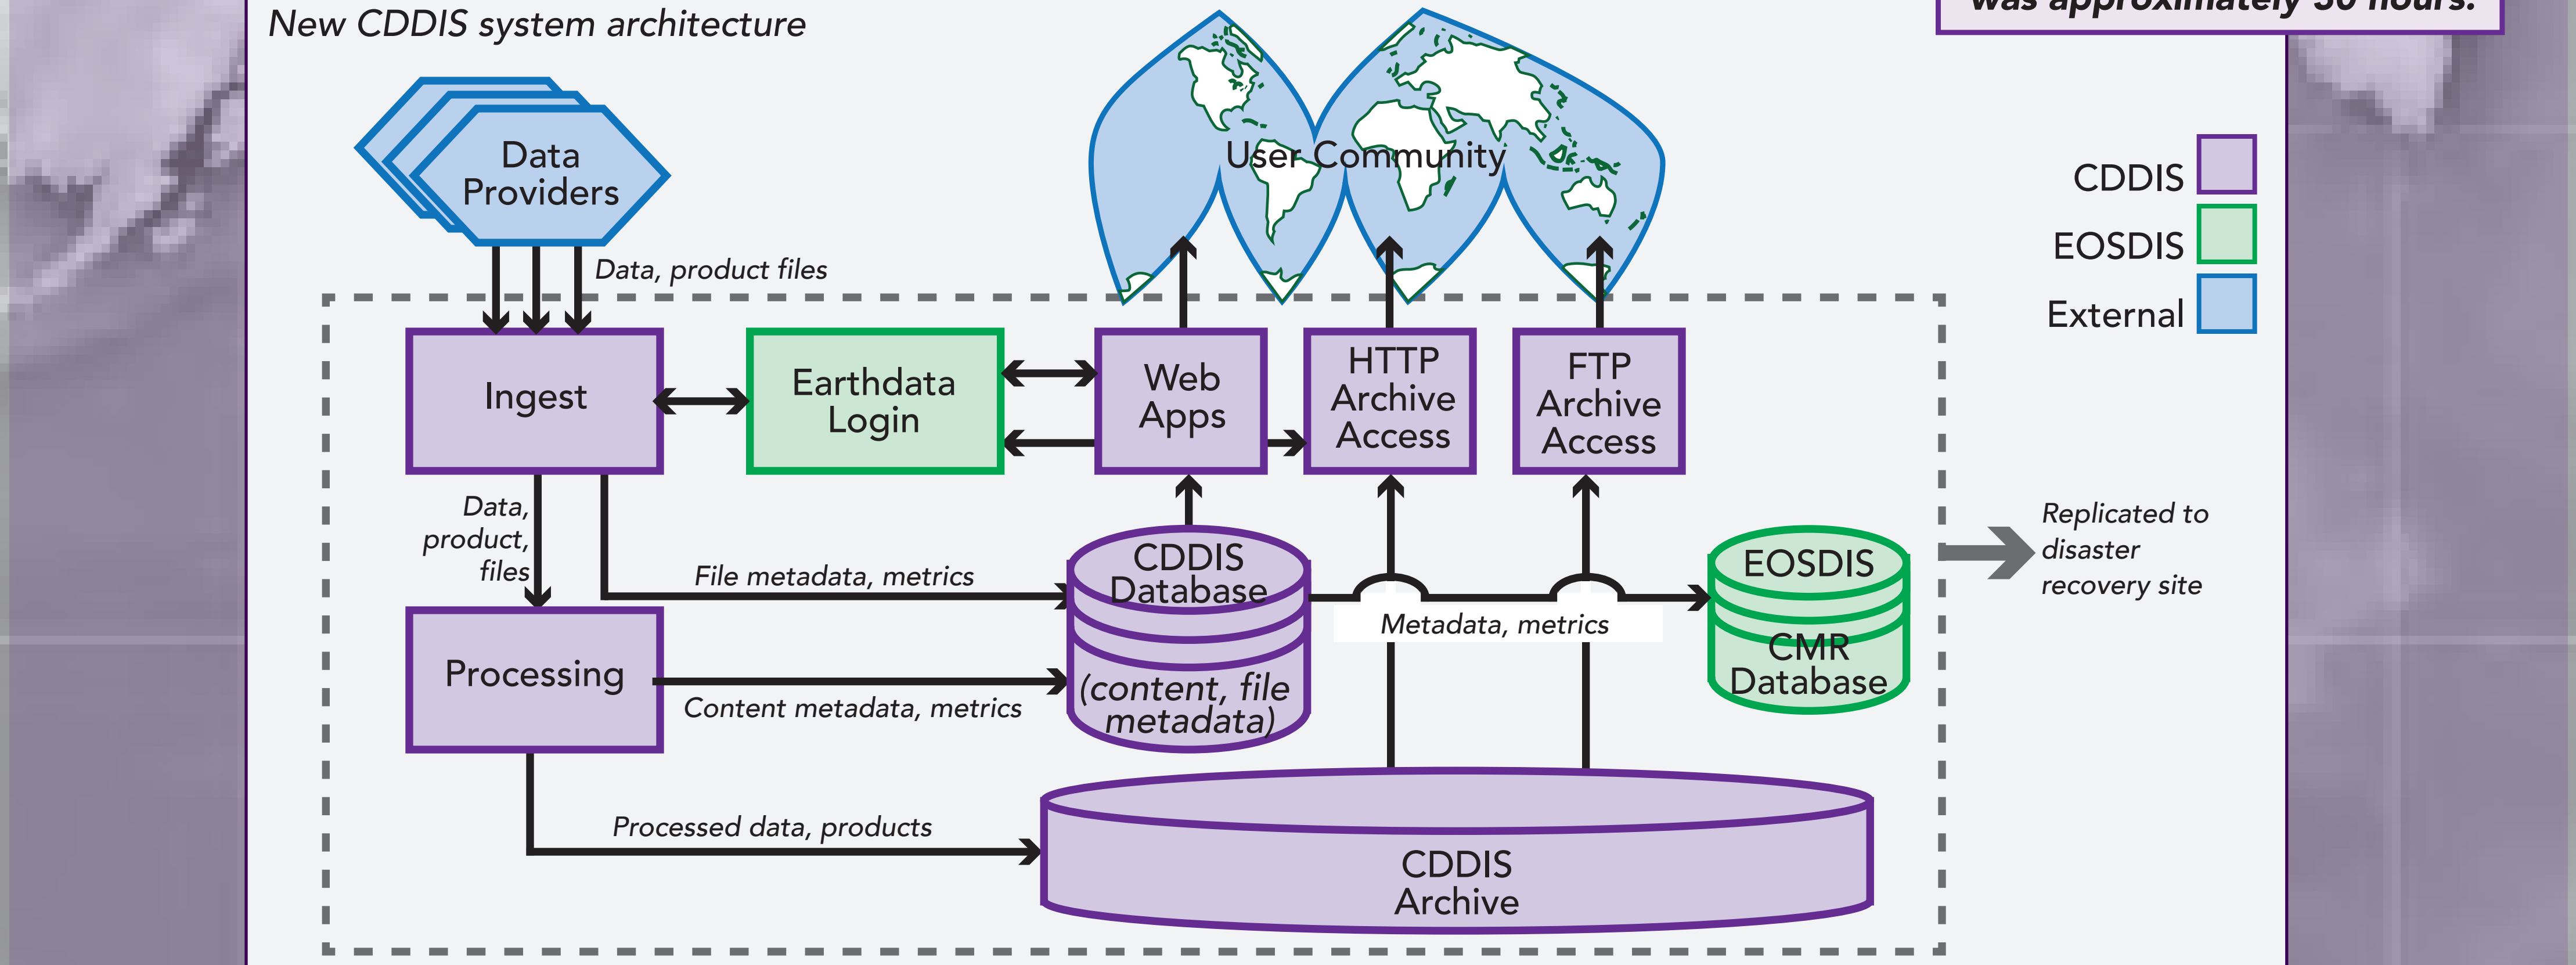 was approximately 30 hours.
New CDDIS system architecture
Data
Providers
User Community
CDDIS
EOSDIS
External
Data, product files
Ingest
Earthdata
Login
Web
Apps
HTTP
Archive
Access
FTP
Archive
Access
Data,
product,
files
File metadata, metrics
CDDIS
Database
(content, file
metadata)
Metadata, metrics
EOSDIS
CMR
Database
Replicated to
disaster
recovery site
Processing
Content metadata, metrics
Processed data, products
CDDIS
Archive